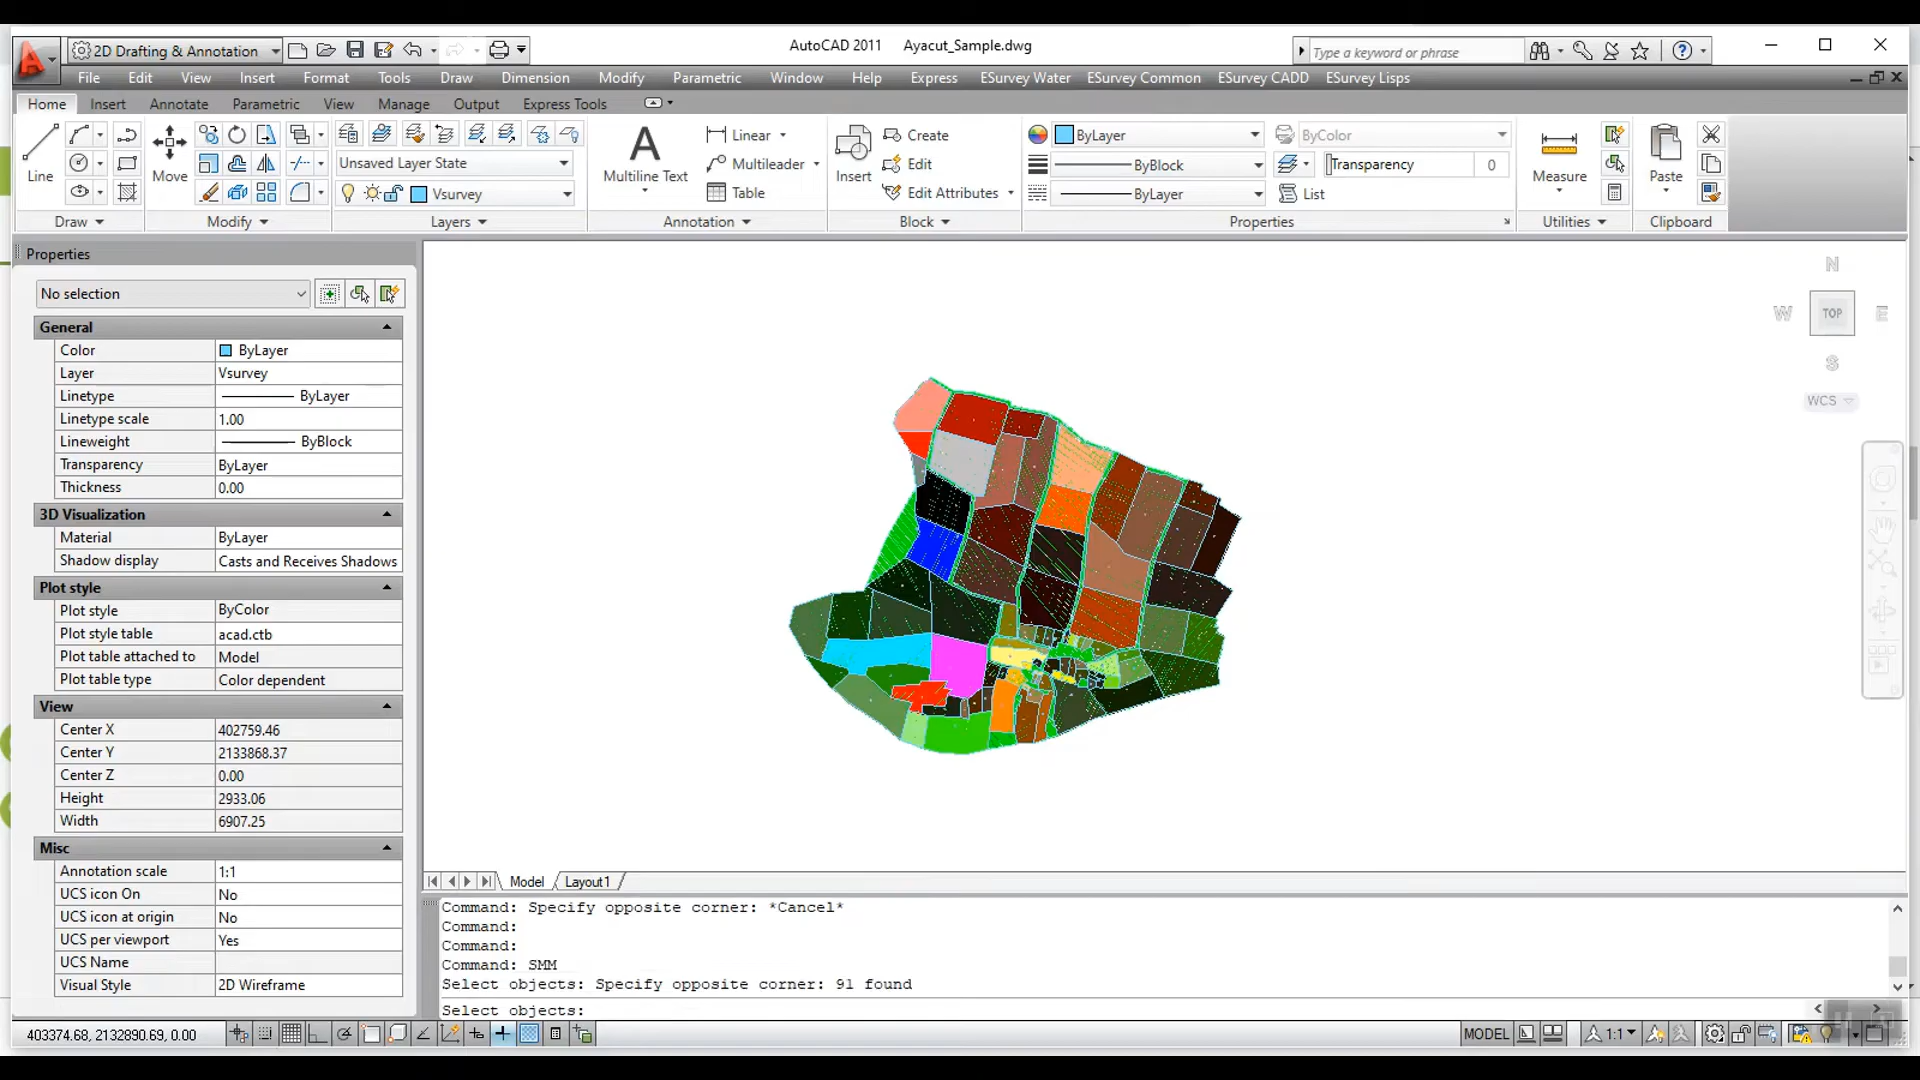 2D Drafting & Annotation
AutoCAD 2011 Ayacut_Sample.dwg
Type a keyword or phrase
File Edit View Insert Format Tools Draw Dimension Modify Parametric Window Help Express ESurvey Water ESurvey Common ESurvey CADD ESurvey Lisps
Home Insert Annotate Parametric View Manage Output Express Tools
Line
Move
Unsaved Layer State
Vsurvey
Multiline Text
Linear
Multileader
Table
Insert
Create
Edit
Edit Attributes
ByLayer
ByBlock
ByLayer
ByColor
Transparency 0
List
Measure
Paste
Draw Modify Layers Annotation Block Properties Utilities Clipboard
Properties
No selection
General
Color ByLayer
Layer Vsurvey
Linetype ByLayer
Linetype scale 1.00
Lineweight ByBlock
Transparency ByLayer
Thickness 0.00
3D Visualization
Material ByLayer
Shadow display Casts and Receives Shadows
Plot style
Plot style ByColor
Plot style table acad.ctb
Plot table attached to Model
Plot table type Color dependent
View
Center X 402759.46
Center Y 2133868.37
Center Z 0.00
Height 2933.06
Width 6907.25
Misc
Annotation scale 1:1
UCS icon On No
UCS icon at origin No
UCS per viewport Yes
UCS Name
Visual Style 2D Wireframe
N
W TOP E
S
WCS
Model Layout1
Command: Specify opposite corner: *Cancel*
Command:
Command:
Command: SMM
Select objects: Specify opposite corner: 91 found
Select objects:
403374.68, 2132890.69, 0.00
MODEL
1:1